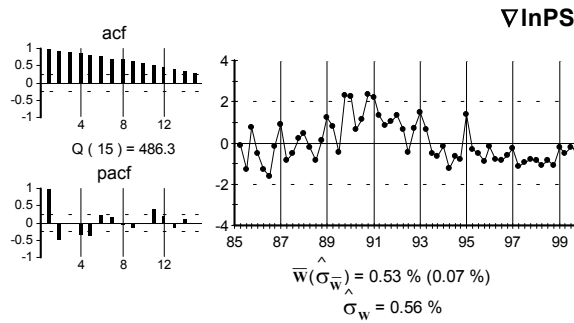 ∇lnPS
acf
1
0.5
0
-0.5
-1
4 8 12
Q ( 15 ) = 486.3
pacf
1
0.5
0
-0.5
-1
4 8 12
4
2
0
-2
-4
85 87 89 91 93 95 97 99
w̅(σ̂w̅) = 0.53 % (0.07 %)
σ̂w = 0.56 %